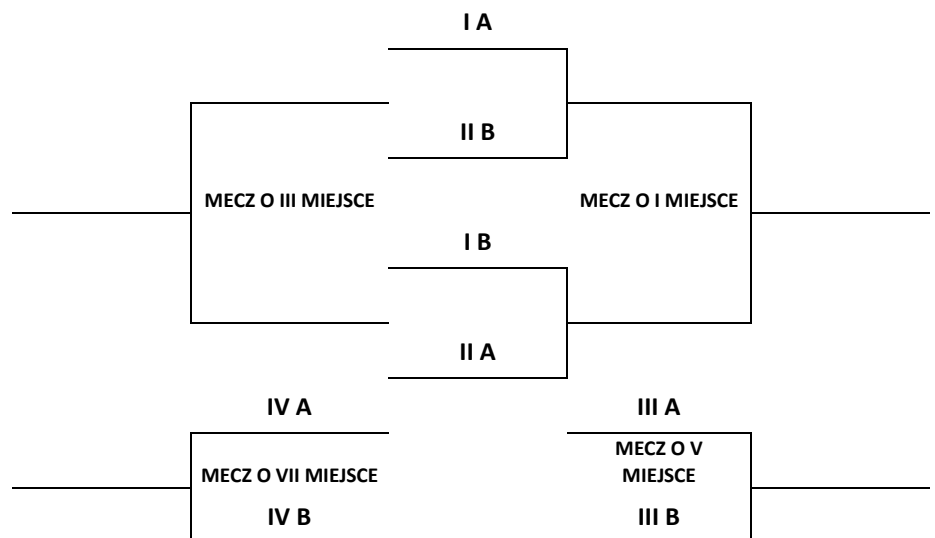 I A
II B
MECZ O III MIEJSCE
MECZ O I MIEJSCE
I B
II A
IV A
III A
MECZ O VII MIEJSCE
MECZ O V
MIEJSCE
IV B
III B